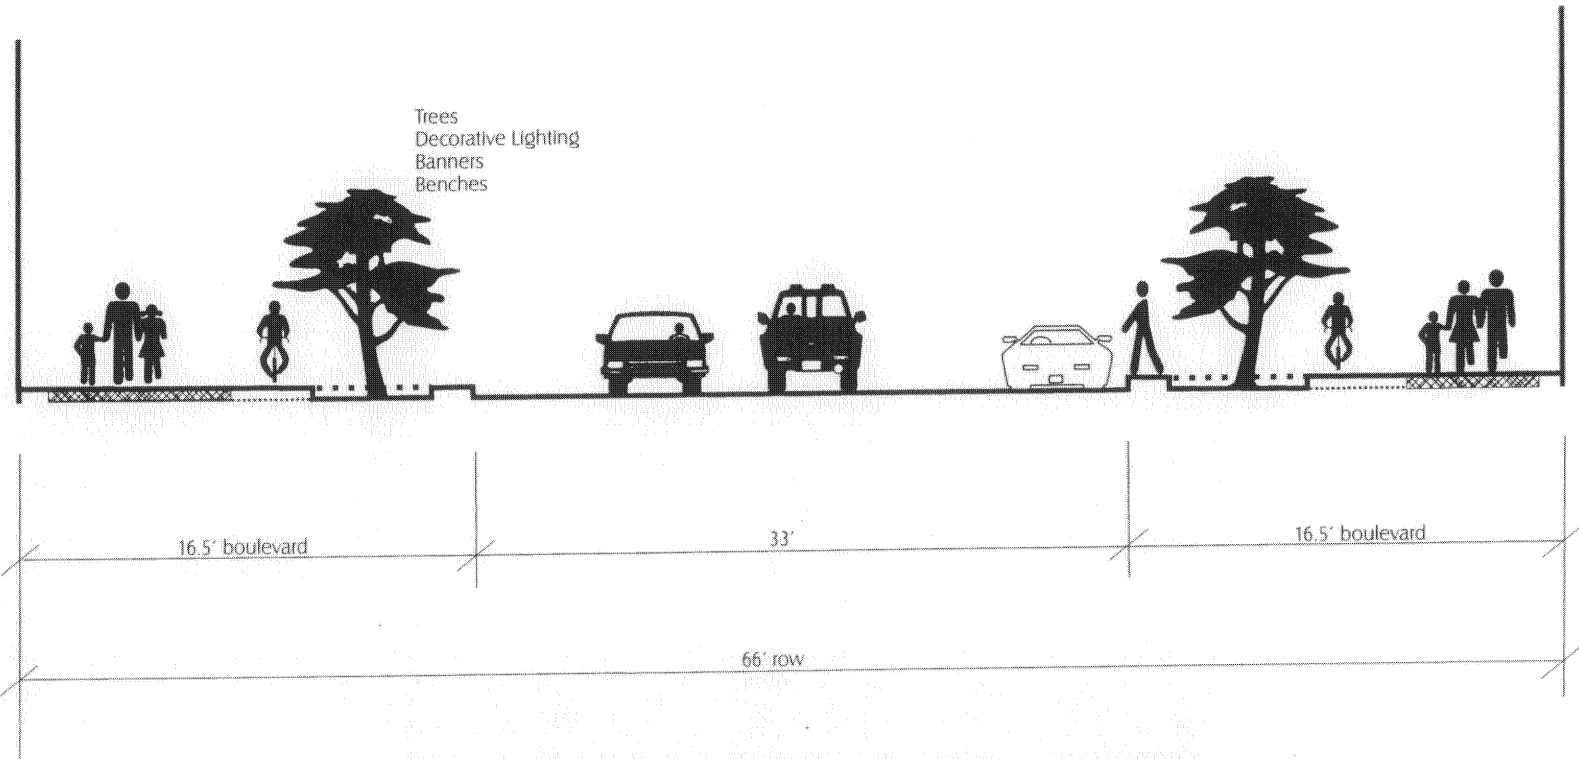 Trees
Decorative Lighting
Banners
Benches
16.5' boulevard
33'
16.5' boulevard
66' row